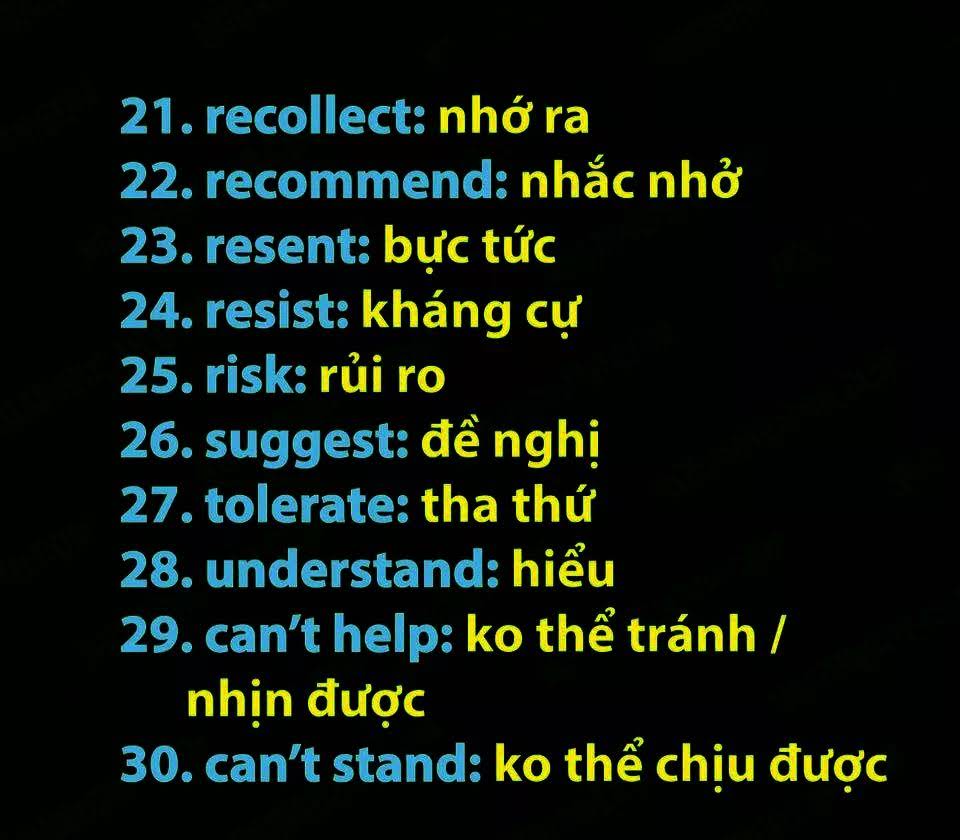 21. recollect: nhớ ra
22. recommend: nhắc nhở
23. resent: bực tức
24. resist: kháng cự
25. risk: rủi ro
26. suggest: đề nghị
27. tolerate: tha thứ
28. understand: hiểu
29. can’t help: ko thể tránh /
nhịn được
30. can’t stand: ko thể chịu được